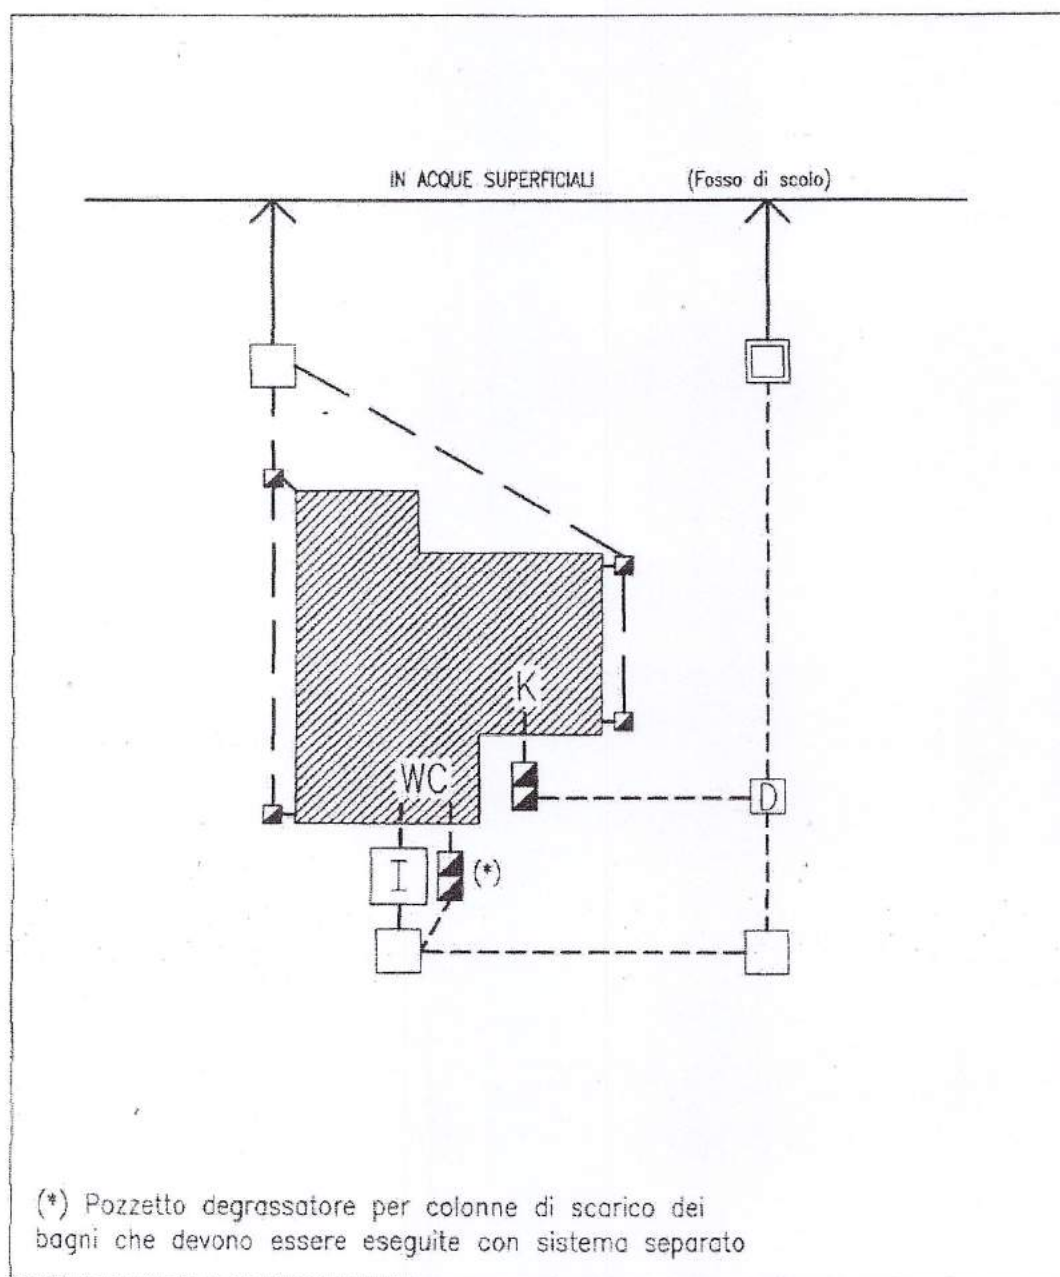 IN ACQUE SUPERFICIALI (Fosso di scolo)
K
WC
D
I (*)
(*) Pozzetto degrassatore per colonne di scarico dei
bagni che devono essere eseguite con sistema separato